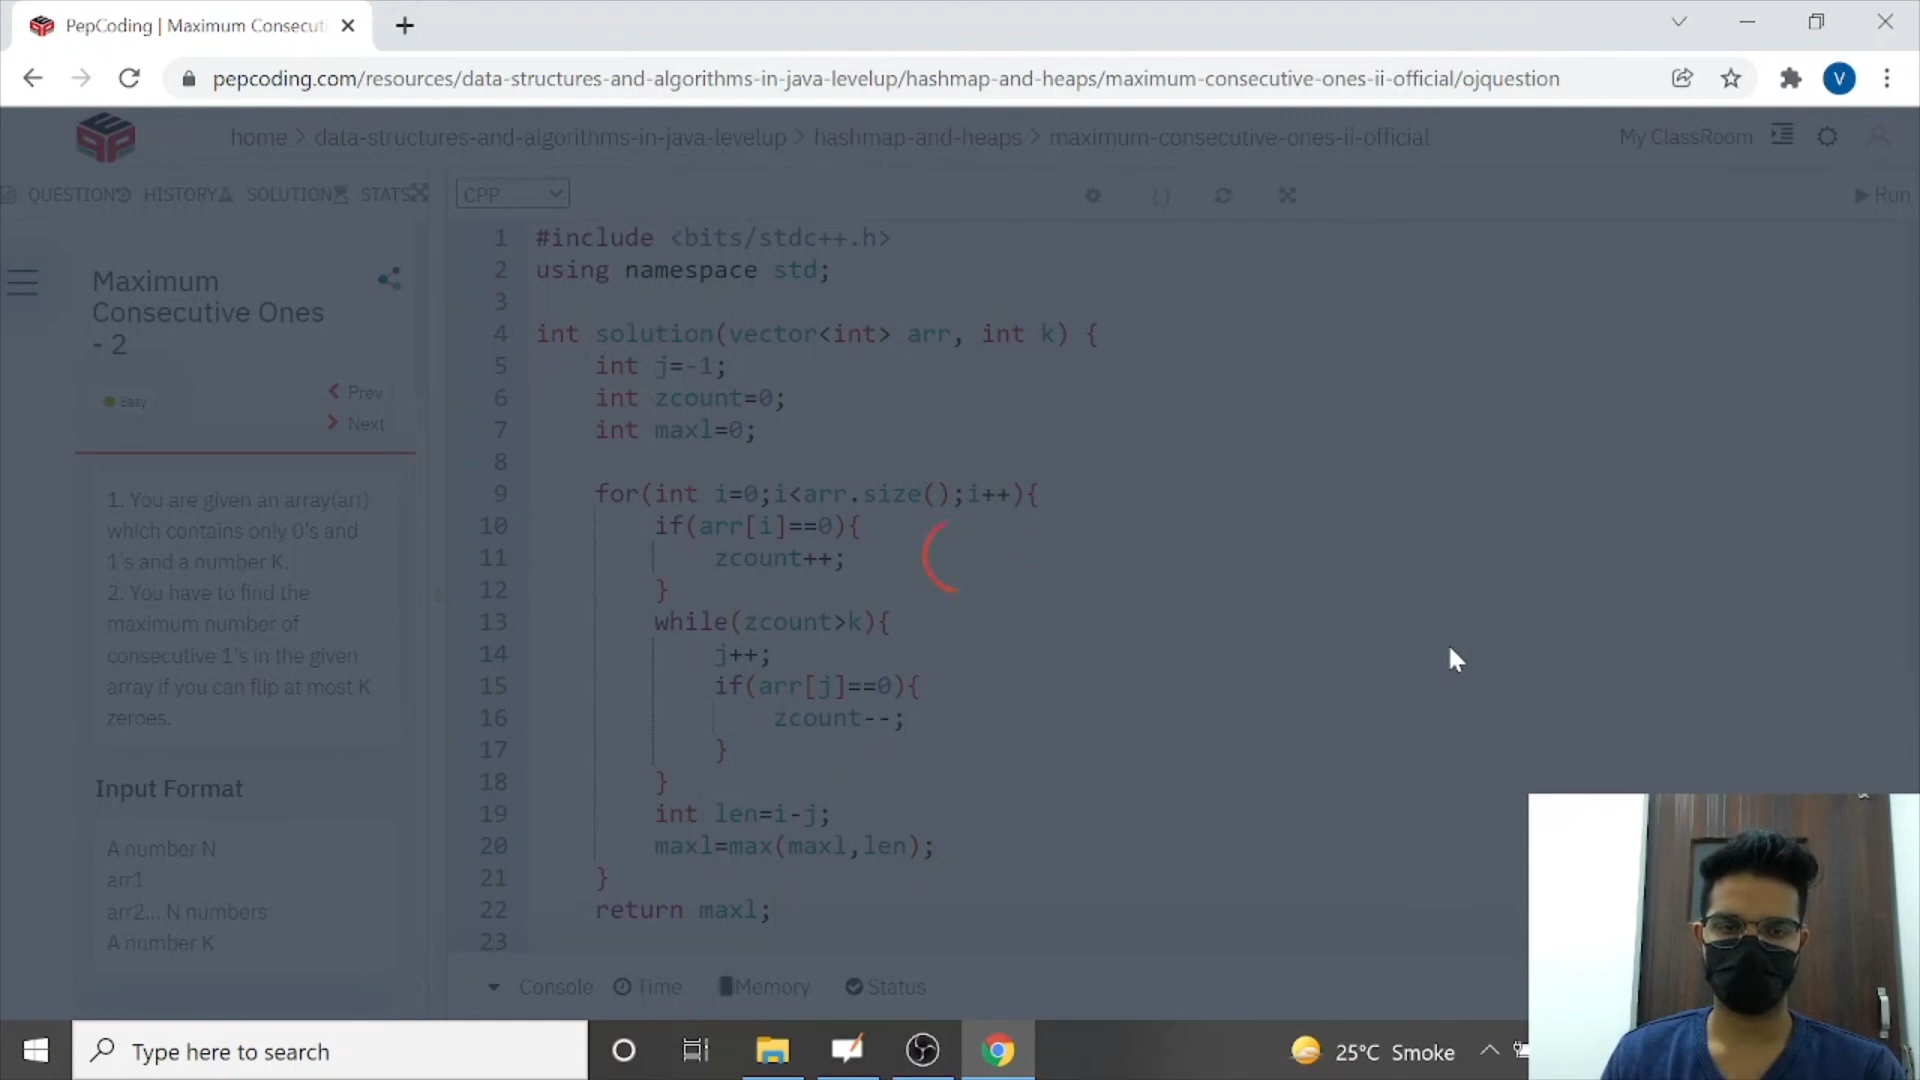 PepCoding | Maximum Consecuti
pepcoding.com/resources/data-structures-and-algorithms-in-java-levelup/hashmap-and-heaps/maximum-consecutive-ones-ii-official/ojquestion
V
home > data-structures-and-algorithms-in-java-levelup > hashmap-and-heaps > maximum-consecutive-ones-ii-official
My ClassRoom
QUESTION HISTORY SOLUTION STATS
CPP
{ }
Run
Maximum
Consecutive Ones
- 2
Easy
Prev
Next
1. You are given an array(arr)
which contains only 0's and
1's and a number K.
2. You have to find the
maximum number of
consecutive 1's in the given
array if you can flip at most K
zeroes.
Input Format
A number N
arr1
arr2... N numbers
A number K
1 #include <bits/stdc++.h>
2 using namespace std;
3
4 int solution(vector<int> arr, int k) {
5 int j=-1;
6 int zcount=0;
7 int maxl=0;
8
9 for(int i=0;i<arr.size();i++){
10 if(arr[i]==0){
11 zcount++;
12 }
13 while(zcount>k){
14 j++;
15 if(arr[j]==0){
16 zcount--;
17 }
18 }
19 int len=i-j;
20 maxl=max(maxl,len);
21 }
22 return maxl;
23
Console Time Memory Status
Type here to search
25°C Smoke